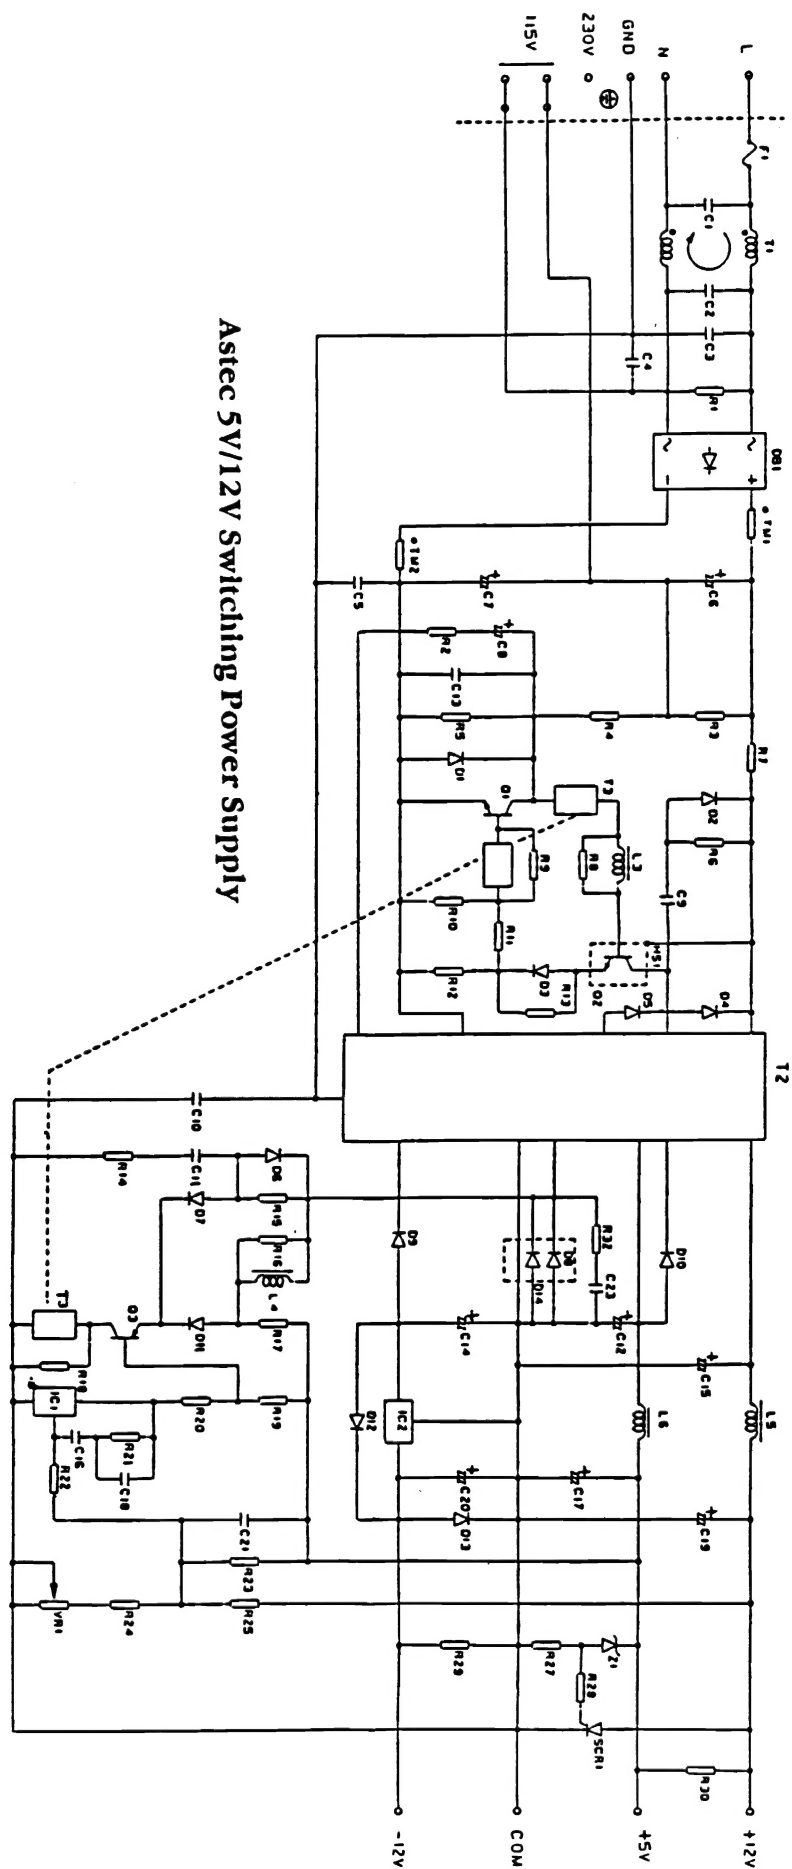 T2
L
F1
T1
DB1
+
*TM1
R7
L5
+12V
C1
C2
C3
R1
~
~
-
+
C6
R3
D2
R6
D4
C15
+
C19
+
R30
N
C9
HS1
D5
D10
L6
Z1
+5V
GND
C4
T3
L3
R8
Q2
R32
C23
C12
+
C17
+
R28
SCR1
230V
R4
R9
D3
R13
D8
D14
R27
COM
115V
+
C7
+
C8
Q1
R11
C14
+
IC2
C20
+
D13
R29
*TM2
R2
C13
R5
D1
R10
R12
D9
D12
-12V
C5
D6
R15
R16
L4
R17
R19
C21
R23
R25
C10
C11
D7
D11
R20
R14
Q3
R21
C18
R24
T3
R18
IC1
C16
R22
VR1
Astec 5V/12V Switching Power Supply